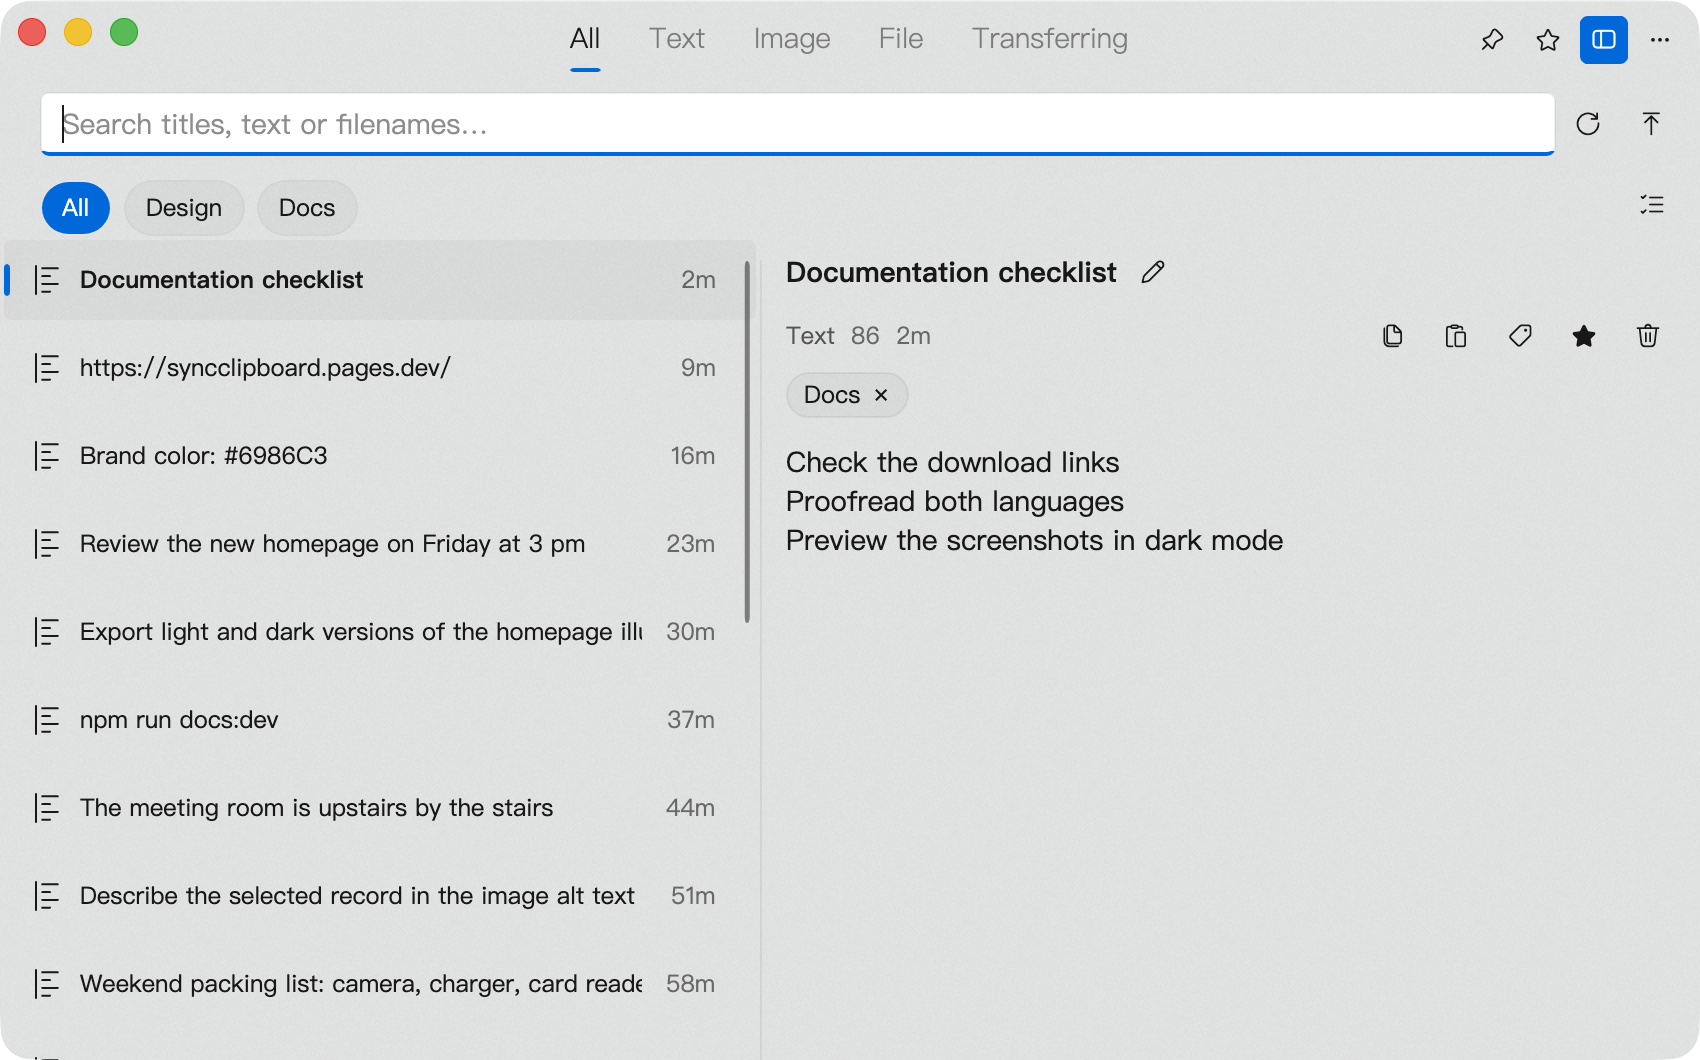 All Text Image File Transferring
Search titles, text or filenames...
All Design Docs
Documentation checklist 2m
https://syncclipboard.pages.dev/ 9m
Brand color: #6986C3 16m
Review the new homepage on Friday at 3 pm 23m
Export light and dark versions of the homepage 30m
npm run docs:dev 37m
The meeting room is upstairs by the stairs 44m
Describe the selected record in the image alt text 51m
Weekend packing list: camera, charger, card 58m
Documentation checklist
Text 86 2m
Docs ×
Check the download links
Proofread both languages
Preview the screenshots in dark mode